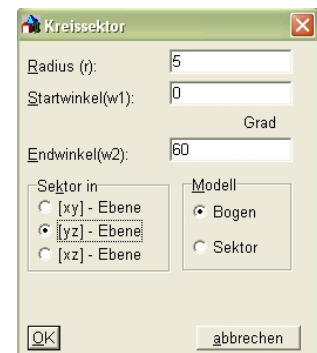 Kreissektor
Radius (r): 5
Startwinkel(w1): 0
Grad
Endwinkel(w2): 60
Sektor in
[xy] - Ebene
[yz] - Ebene
[xz] - Ebene
Modell
Bogen
Sektor
OK abbrechen